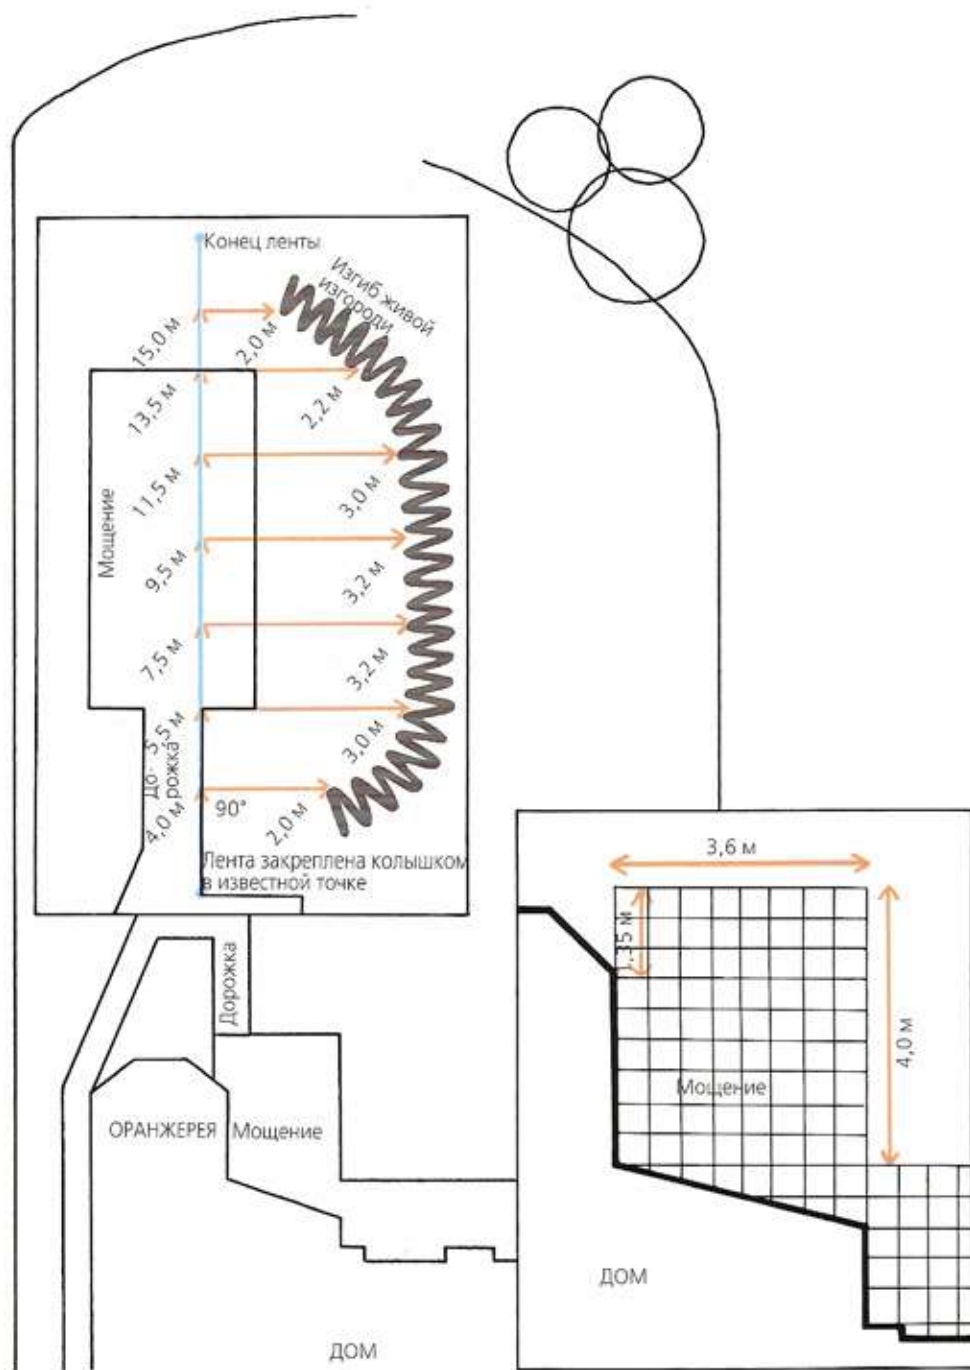 Конец ленты
Изгиб живой
изгороди
15,0 м
2,0 м
13,5 м
2,2 м
11,5 м
3,0 м
Мощение
9,5 м
3,2 м
7,5 м
3,2 м
5,5 м
3,0 м
Дорожка
4,0 м
90°
2,0 м
Лента закреплена колышком
в известной точке
Дорожка
ОРАНЖЕРЕЯ
Мощение
ДОМ
3,6 м
1,35 м
4,0 м
Мощение
ДОМ